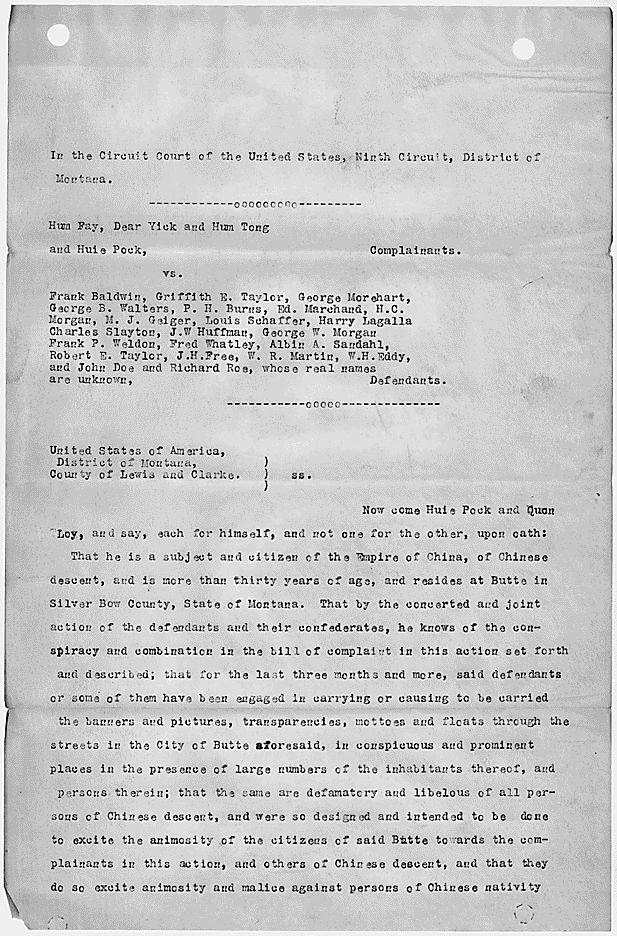 In the Circuit Court of the United States, Ninth Circuit, District of
Montana.
------------ooooooooo---------
Hum Fay, Dear Yick and Hum Tong
and Huie Pock, Complainants.
vs.
Frank Baldwin, Griffith E. Taylor, George Morehart,
George B. Walters, P. H. Burns, Ed. Marchand, H.C.
Morgan, M. J. Geiger, Louis Schaffer, Harry Lagalla
Charles Slayton, J.W Huffman, George W. Morgan
Frank P. Weldon, Fred Whatley, Albin A. Sandahl,
Robert E. Taylor, J.H.Free, W. R. Martin, W.H.Eddy,
and John Doe and Richard Roe, whose real names
are unknown, Defendants.
-----------ooooo--------------
United States of America,
District of Montana, )
County of Lewis and Clarke. ) ss.
)
Now come Huie Pock and Quon
Loy, and say, each for himself, and not one for the other, upon oath:
That he is a subject and citizen of the Empire of China, of Chinese
descent, and is more than thirty years of age, and resides at Butte in
Silver Bow County, State of Montana. That by the concerted and joint
action of the defendants and their confederates, he knows of the con-
spiracy and combination in the bill of complaint in this action set forth
and described; that for the last three months and more, said defendants
or some of them have been engaged in carrying or causing to be carried
the banners and pictures, transparencies, mottoes and floats through the
streets in the City of Butte aforesaid, in conspicuous and prominent
places in the presence of large numbers of the inhabitants thereof, and
persons therein; that the same are defamatory and libelous of all per-
sons of Chinese descent, and were so designed and intended to be done
to excite the animosity of the citizens of said Butte towards the com-
plainants in this action, and others of Chinese descent, and that they
do so excite animosity and malice against persons of Chinese nativity